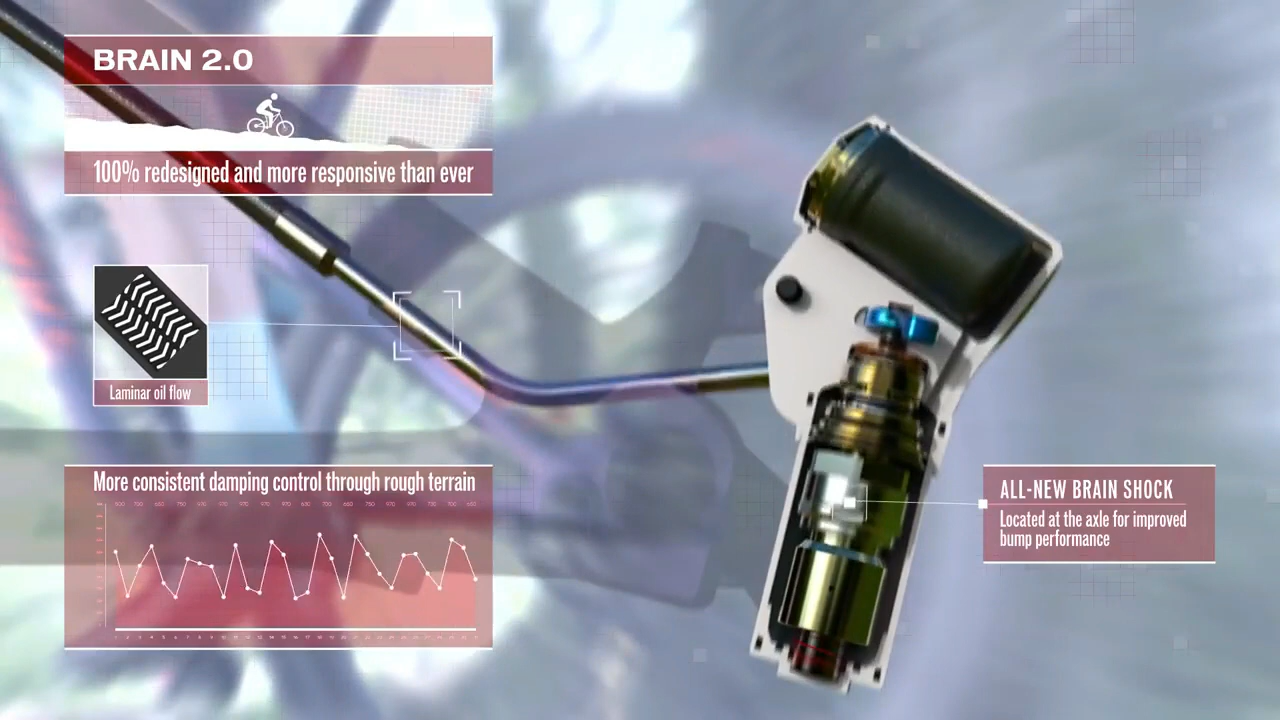 BRAIN 2.0
100% redesigned and more responsive than ever
Laminar oil flow
More consistent damping control through rough terrain
ALL-NEW BRAIN SHOCK
Located at the axle for improved
bump performance